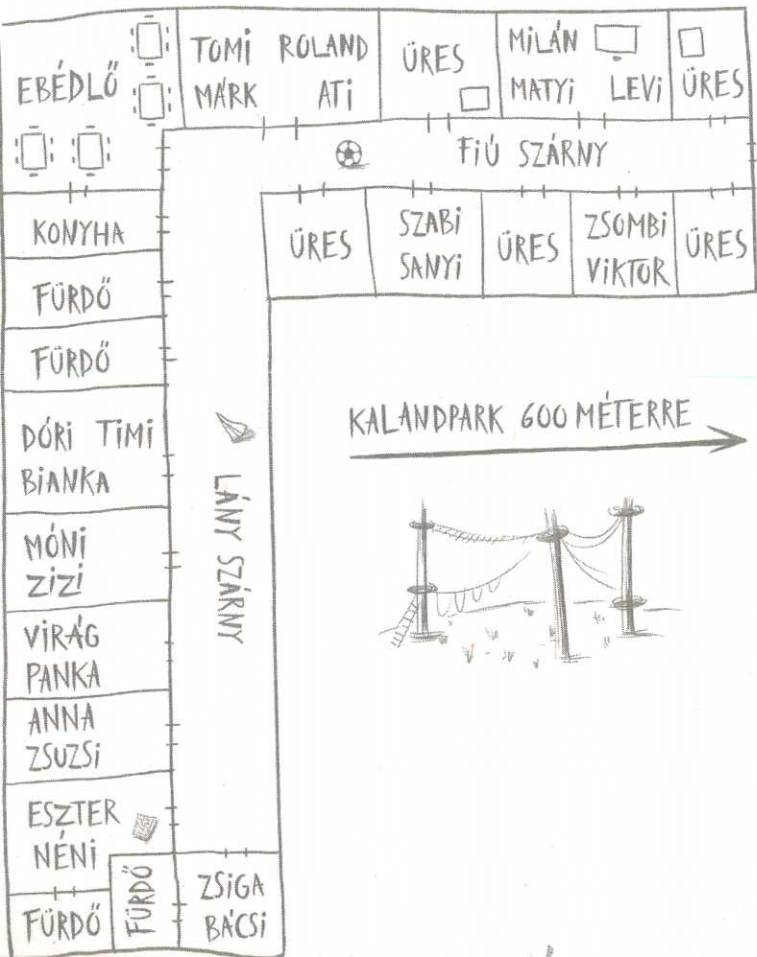 EBÉDLŐ
TOMi ROLAND
MÁRK ATi
ÜRES
MiLÁN
MATYi LEVi
ÜRES
FiÚ SZÁRNY
ÜRES
SZABi
SANYi
ÜRES
ZSOMBi
ViKTOR
ÜRES
KONYHA
FÜRDŐ
FÜRDŐ
DÓRi TiMi
BiANKA
MÓNi
ZiZi
ViRÁG
PANKA
ANNA
ZSUZSi
ESZTER
NÉNi
FÜRDŐ
FÜRDŐ
ZSiGA
BÁCSi
LÁNY SZÁRNY
KALANDPARK 600 MÉTERRE